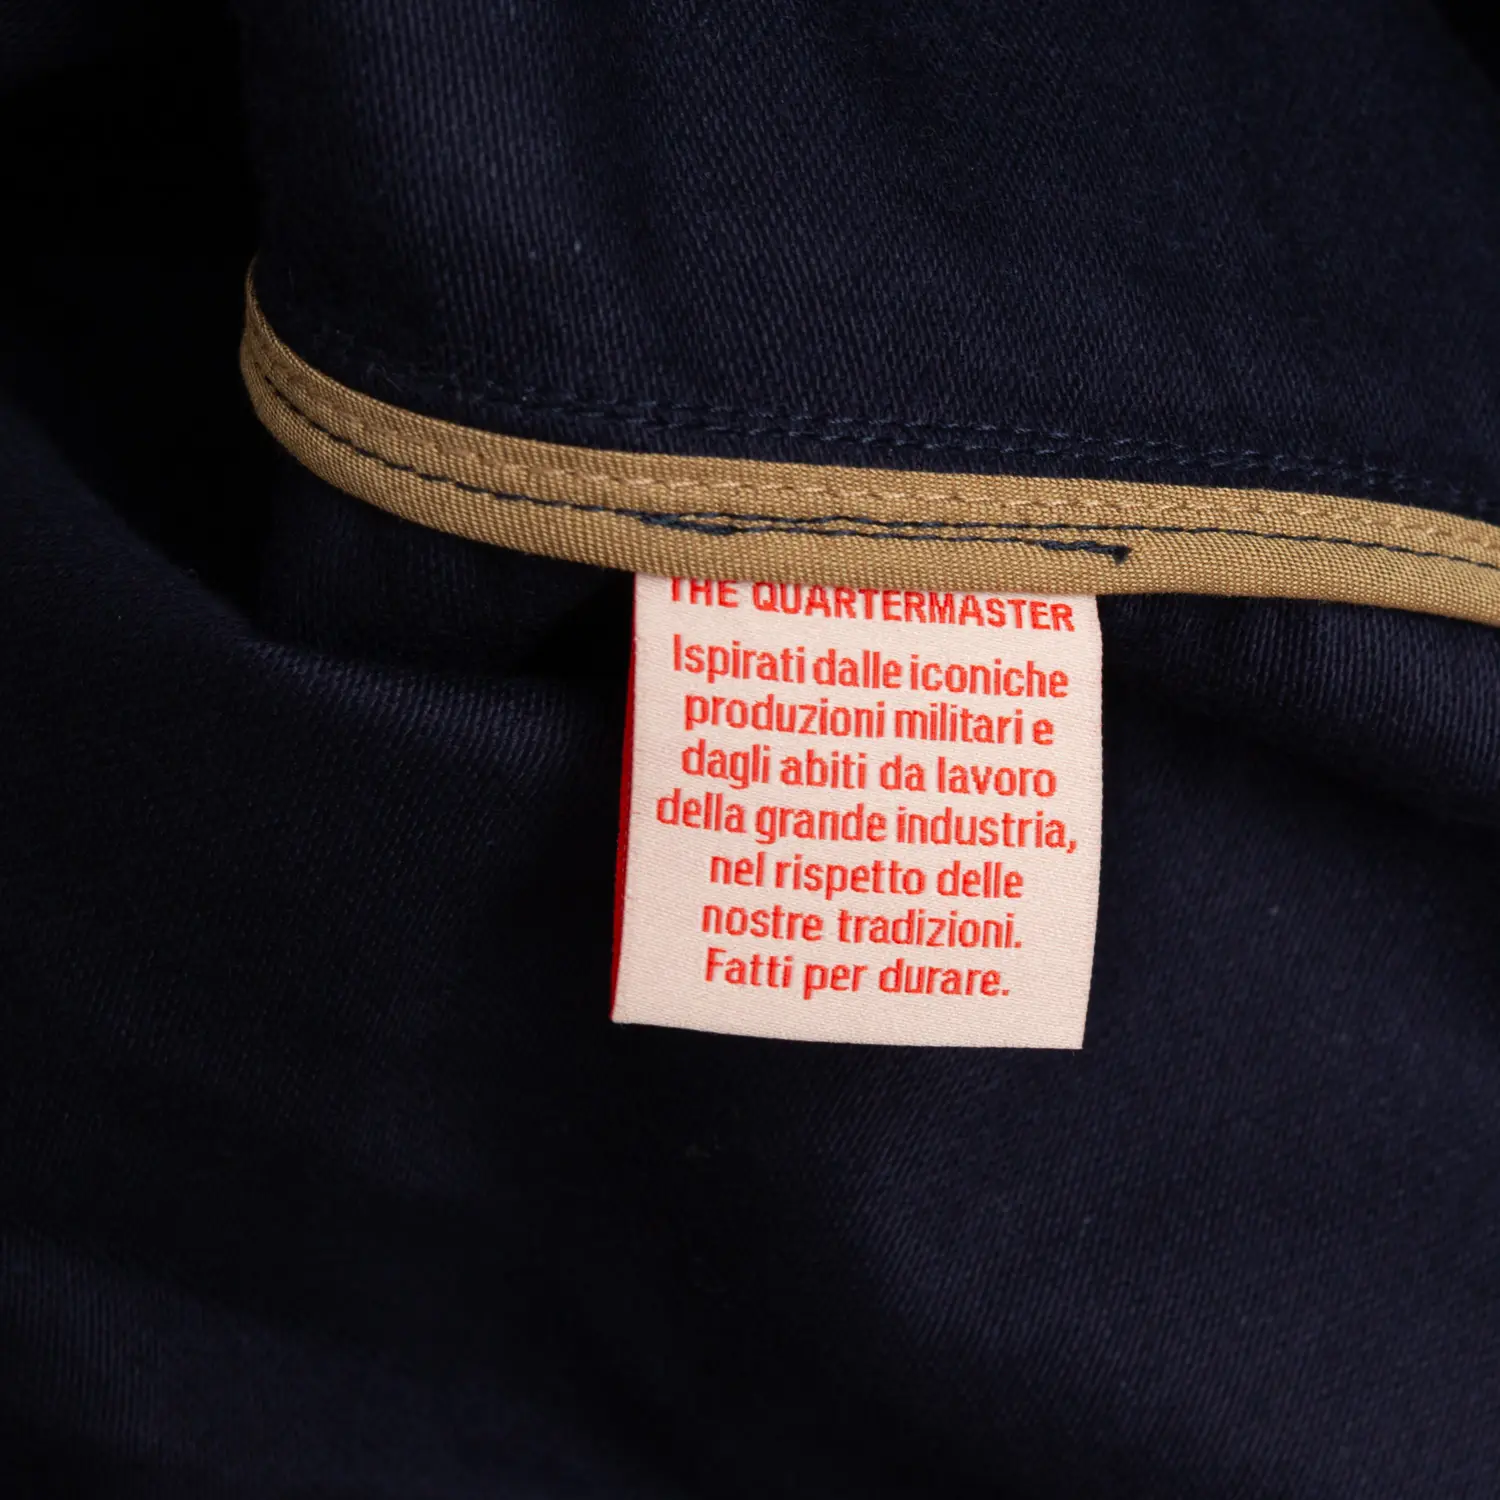 THE QUARTERMASTER
Ispirati dalle iconiche
produzioni militari e
dagli abiti da lavoro
della grande industria,
nel rispetto delle
nostre tradizioni.
Fatti per durare.